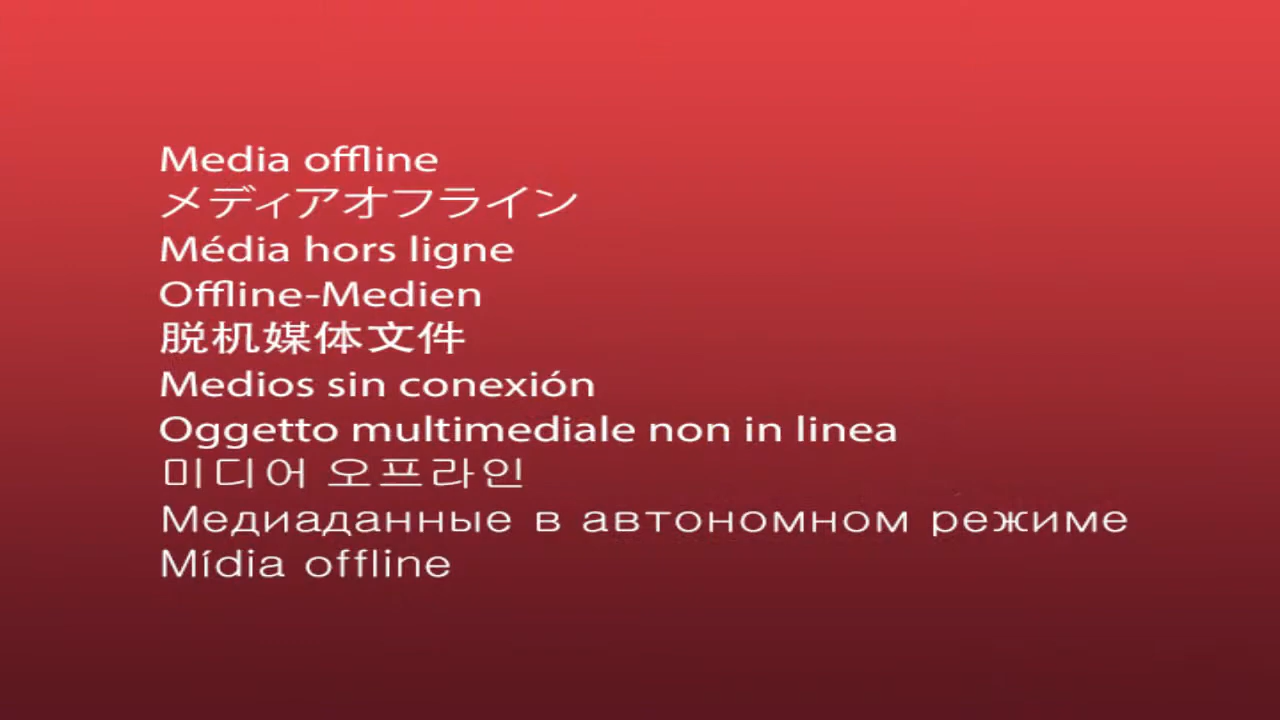 Media offline
メディアオフライン
Média hors ligne
Offline-Medien
脱机媒体文件
Medios sin conexión
Oggetto multimediale non in linea
미디어 오프라인
Медиаданные в автономном режиме
Mídia offline